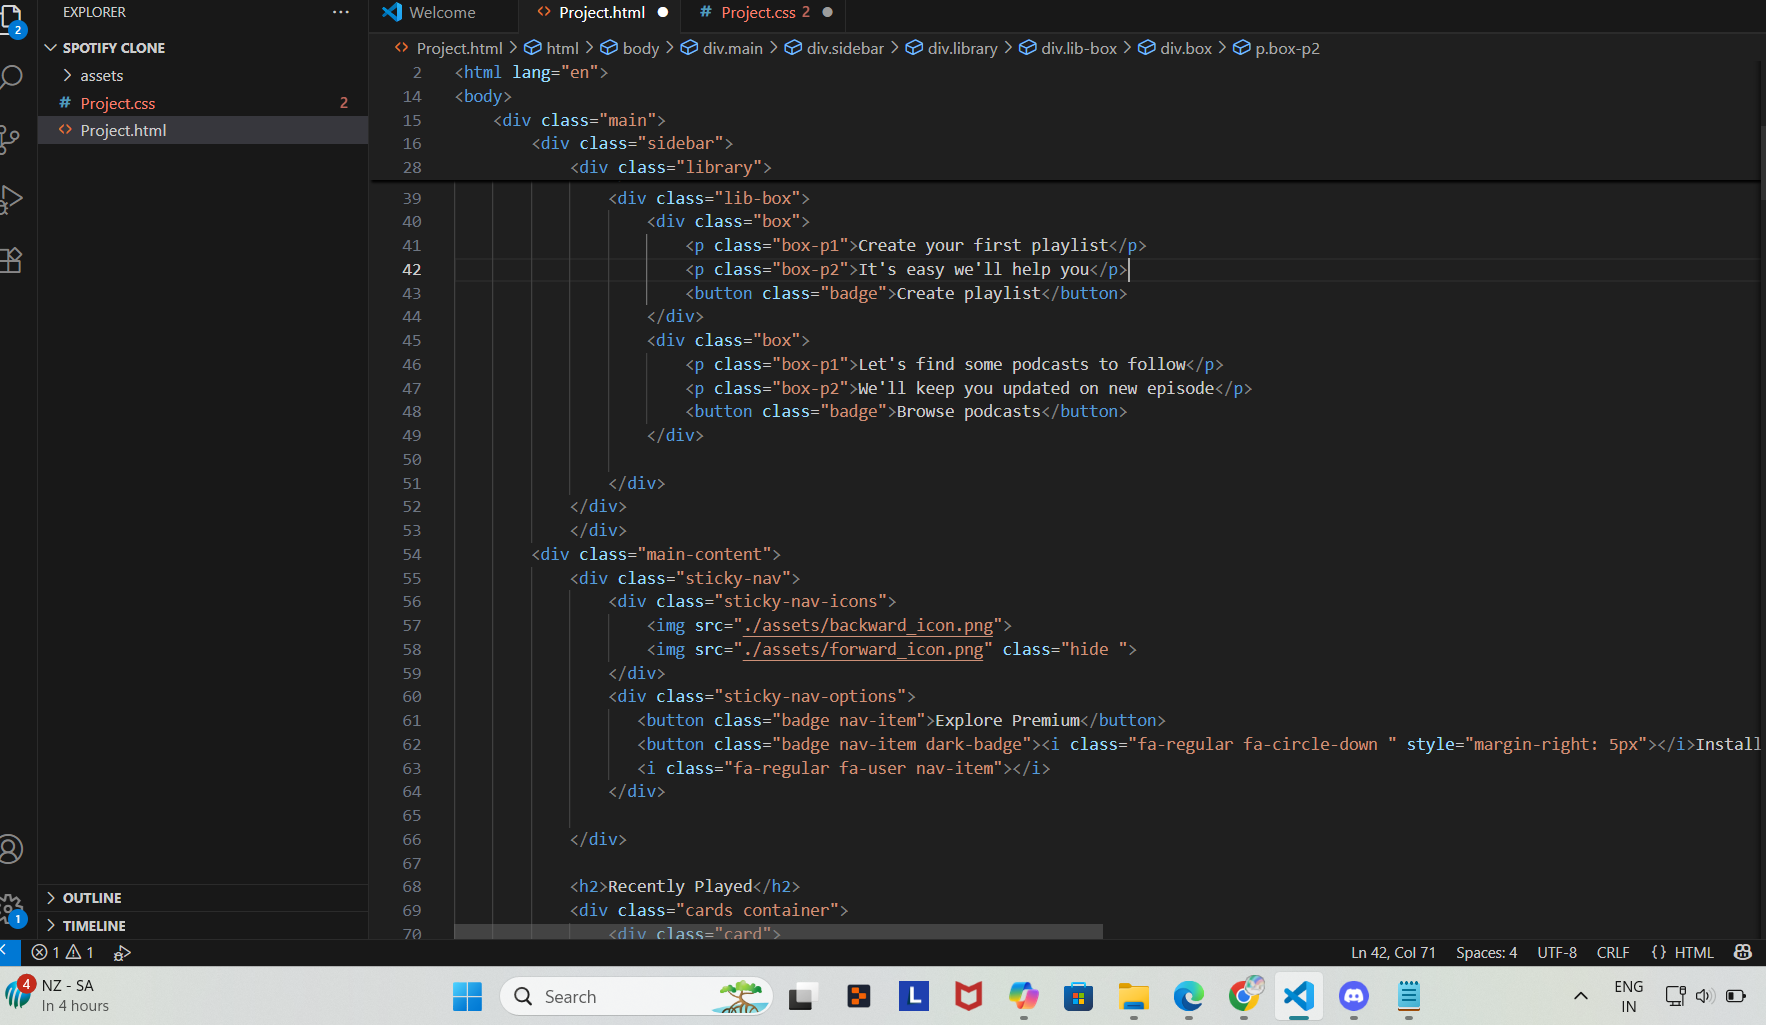 EXPLORER
Welcome
Project.html
Project.css 2
2
SPOTIFY CLONE
assets
Project.css 2
Project.html
Project.html > html > body > div.main > div.sidebar > div.library > div.lib-box > div.box > p.box-p2
2 <html lang="en">
14 <body>
15 <div class="main">
16 <div class="sidebar">
28 <div class="library">
39 <div class="lib-box">
40 <div class="box">
41 <p class="box-p1">Create your first playlist</p>
42 <p class="box-p2">It's easy we'll help you</p>
43 <button class="badge">Create playlist</button>
44 </div>
45 <div class="box">
46 <p class="box-p1">Let's find some podcasts to follow</p>
47 <p class="box-p2">We'll keep you updated on new episode</p>
48 <button class="badge">Browse podcasts</button>
49 </div>
50
51 </div>
52 </div>
53 </div>
54 <div class="main-content">
55 <div class="sticky-nav">
56 <div class="sticky-nav-icons">
57 <img src="./assets/backward_icon.png">
58 <img src="./assets/forward_icon.png" class="hide ">
59 </div>
60 <div class="sticky-nav-options">
61 <button class="badge nav-item">Explore Premium</button>
62 <button class="badge nav-item dark-badge"><i class="fa-regular fa-circle-down " style="margin-right: 5px"></i>Install
63 <i class="fa-regular fa-user nav-item"></i>
64 </div>
65
66 </div>
67
68 <h2>Recently Played</h2>
69 <div class="cards container">
70 <div class="card">
OUTLINE
TIMELINE
1
1 1
Ln 42, Col 71
Spaces: 4
UTF-8
CRLF
{ } HTML
4
NZ - SA
In 4 hours
Search
L
ENG
IN